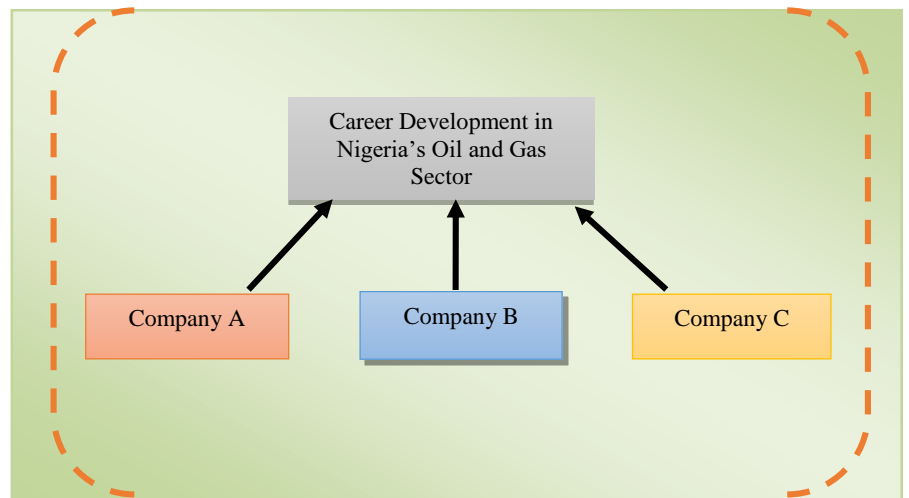 Career Development in
Nigeria’s Oil and Gas
Sector
Company A
Company B
Company C